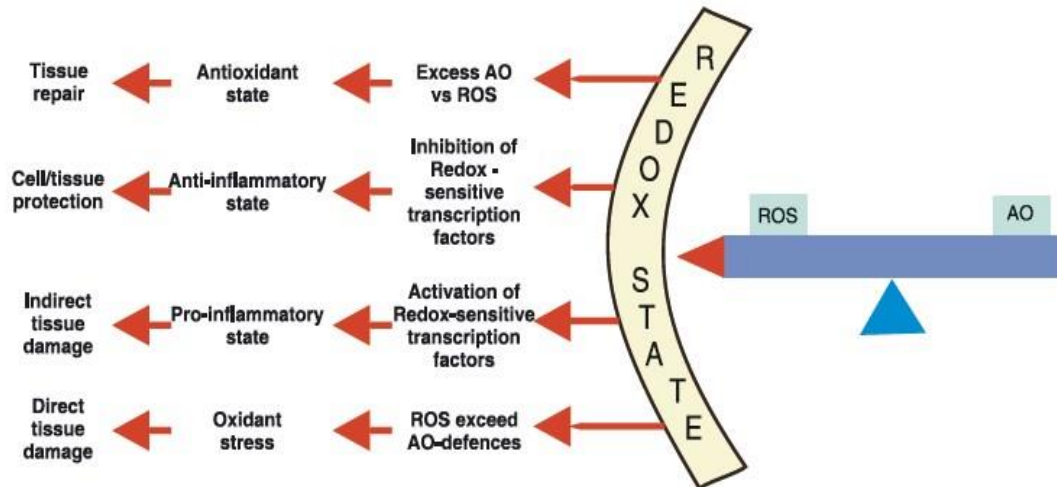 Tissue
repair
Antioxidant
state
Excess AO
vs ROS
Cell/tissue
protection
Anti-inflammatory
state
Inhibition of
Redox -
sensitive
transcription
factors
Indirect
tissue
damage
Pro-inflammatory
state
Activation of
Redox-sensitive
transcription
factors
Direct
tissue
damage
Oxidant
stress
ROS exceed
AO-defences
REDOX STATE
ROS
AO